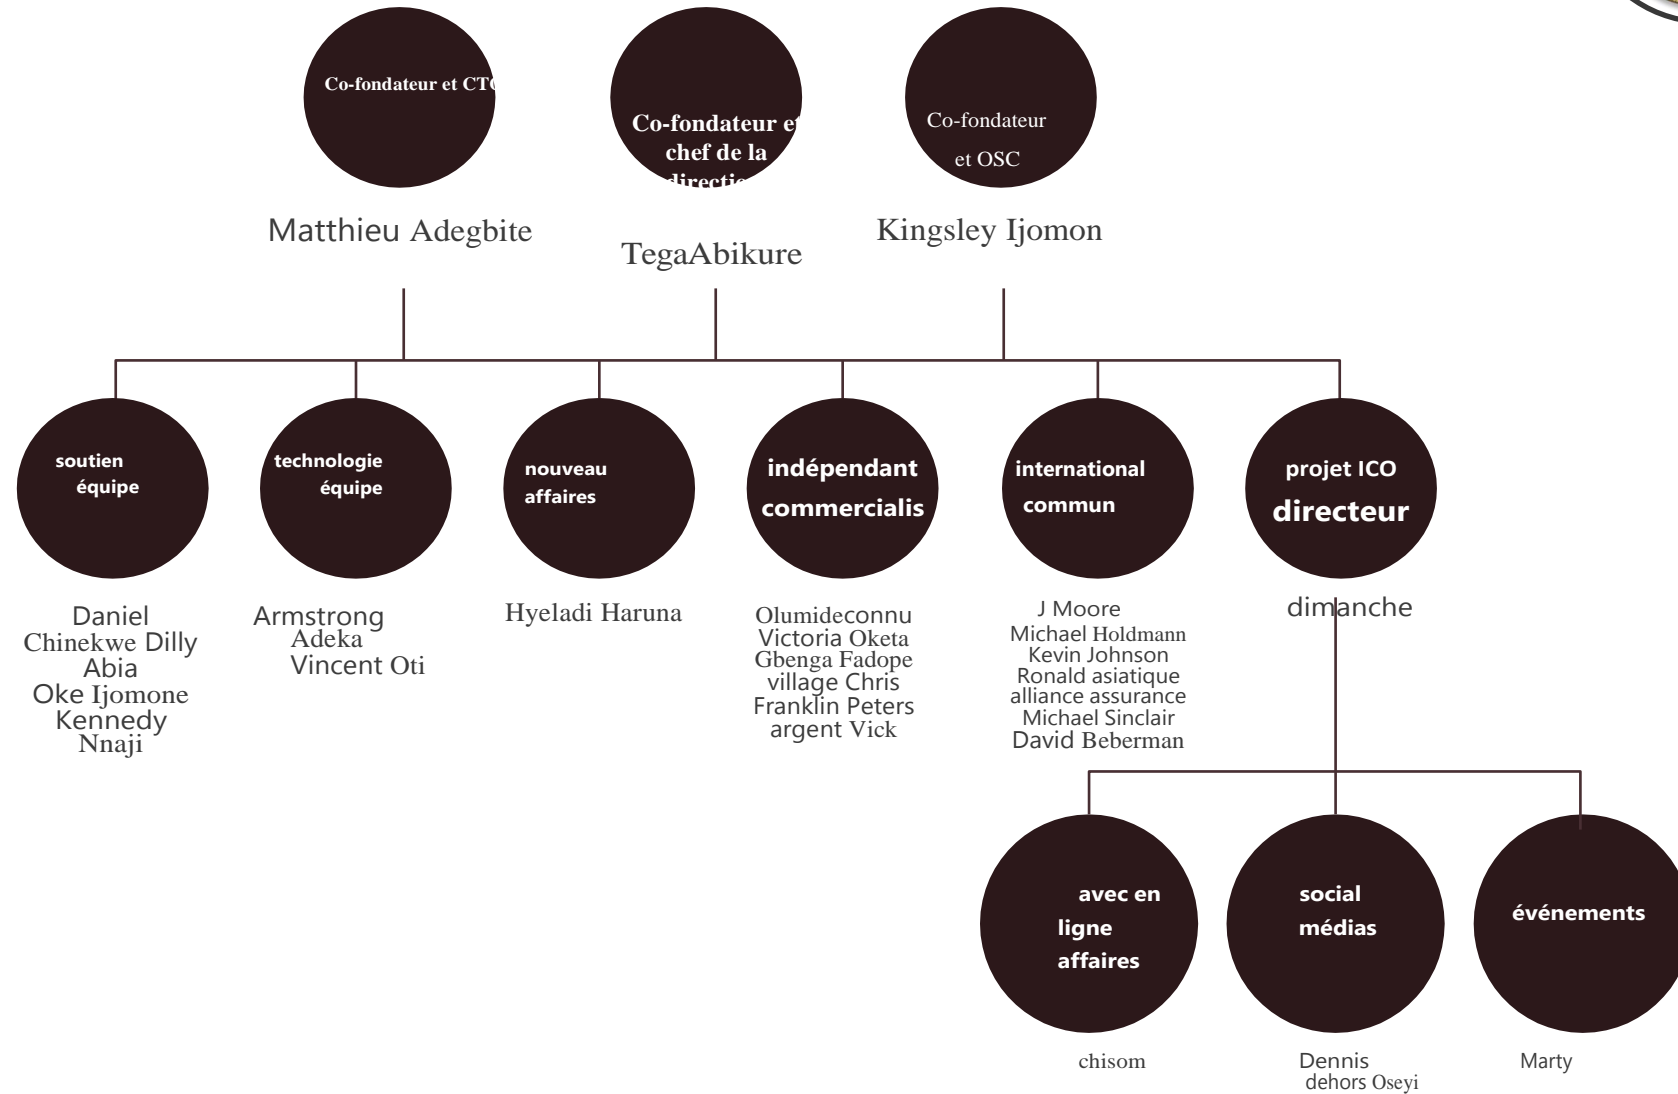 Co-fondateur et CTO
Co-fondateur et
chef de la
direction
Co-fondateur
et OSC
Matthieu Adegbite
TegaAbikure
Kingsley Ijomon
soutien
équipe
technologie
équipe
nouveau
affaires
indépendant
commercialis
international
commun
projet ICO
directeur
Daniel
Chinekwe Dilly
Abia
Oke Ijomone
Kennedy
Nnaji
Armstrong
Adeka
Vincent Oti
Hyeladi Haruna
Olumideconnu
Victoria Oketa
Gbenga Fadope
village Chris
Franklin Peters
argent Vick
J Moore
Michael Holdmann
Kevin Johnson
Ronald asiatique
alliance assurance
Michael Sinclair
David Beberman
dimanche
avec en
ligne
affaires
social
médias
événements
chisom
Dennis
dehors Oseyi
Marty